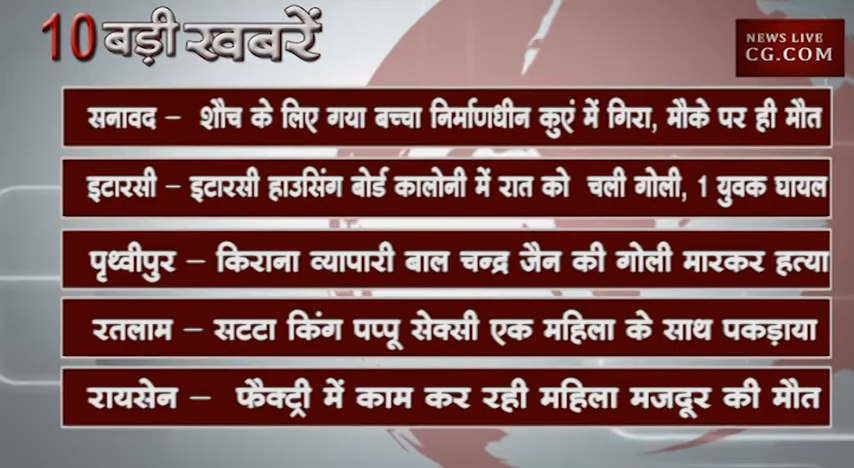 10 बड़ी खबरें
NEWS LIVE
CG.COM
सनावद – शौच के लिए गया बच्चा निर्माणधीन कुएं में गिरा, मौके पर ही मौत
इटारसी – इटारसी हाउसिंग बोर्ड कालोनी में रात को चली गोली, 1 युवक घायल
पृथ्वीपुर – किराना व्यापारी बाल चन्द्र जैन की गोली मारकर हत्या
रतलाम – सटटा किंग पप्पू सेक्सी एक महिला के साथ पकड़ाया
रायसेन – फैक्ट्री में काम कर रही महिला मजदूर की मौत